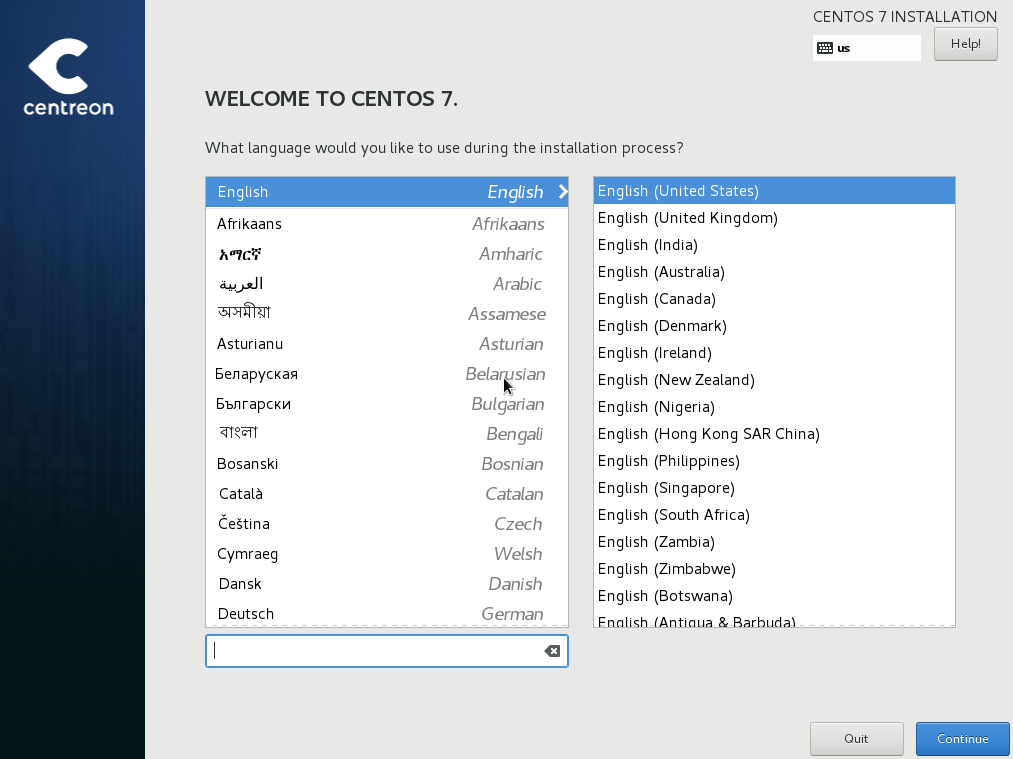 CENTOS 7 INSTALLATION
centreon
us
Help!
WELCOME TO CENTOS 7.
What language would you like to use during the installation process?
English English
Afrikaans Afrikaans
አማርኛ Amharic
العربية Arabic
অসমীয়া Assamese
Asturianu Asturian
Беларуская Belarusian
Български Bulgarian
বাংলা Bengali
Bosanski Bosnian
Català Catalan
Čeština Czech
Cymraeg Welsh
Dansk Danish
Deutsch German
English (United States)
English (United Kingdom)
English (India)
English (Australia)
English (Canada)
English (Denmark)
English (Ireland)
English (New Zealand)
English (Nigeria)
English (Hong Kong SAR China)
English (Philippines)
English (Singapore)
English (South Africa)
English (Zambia)
English (Zimbabwe)
English (Botswana)
English (Antigua & Barbuda)
Quit
Continue